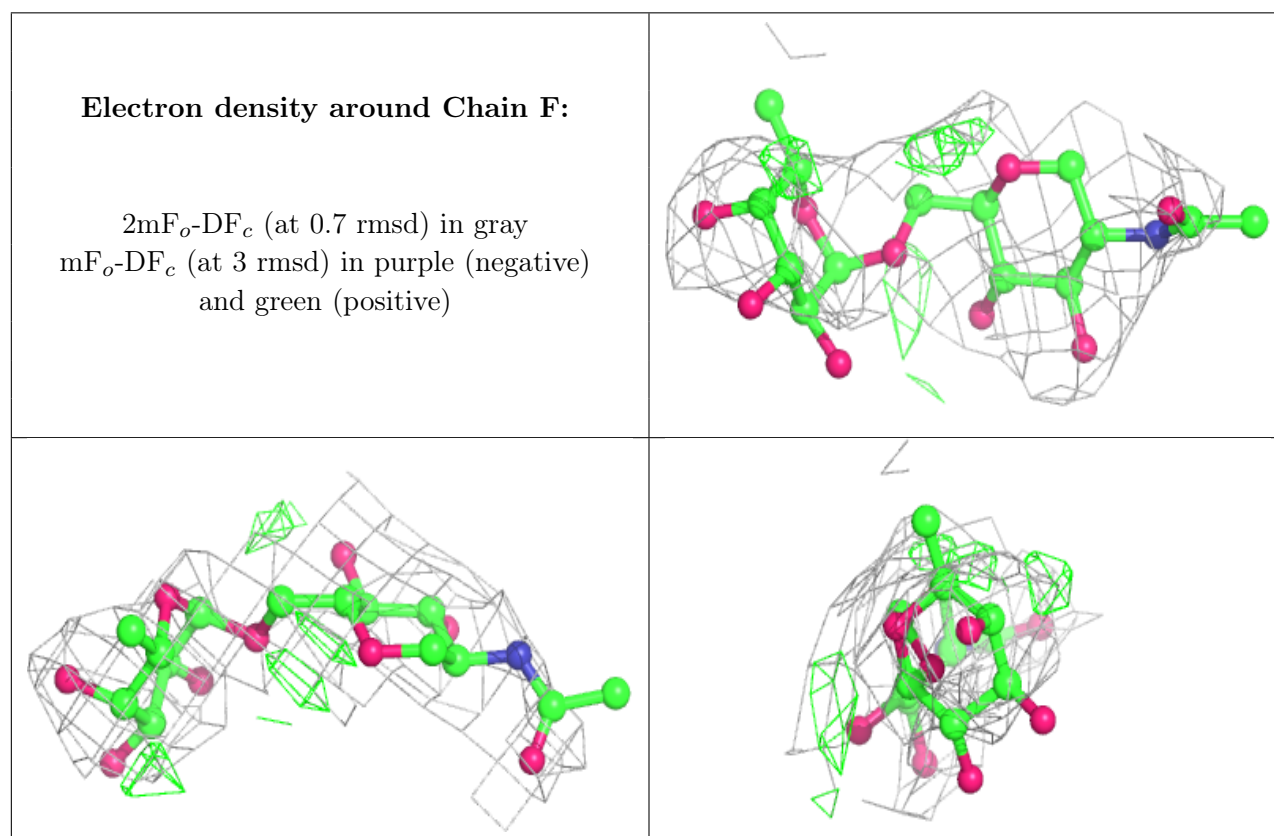 Electron density around Chain F:
2mFₒ-DF𝒸 (at 0.7 rmsd) in gray
mFₒ-DF𝒸 (at 3 rmsd) in purple (negative)
and green (positive)